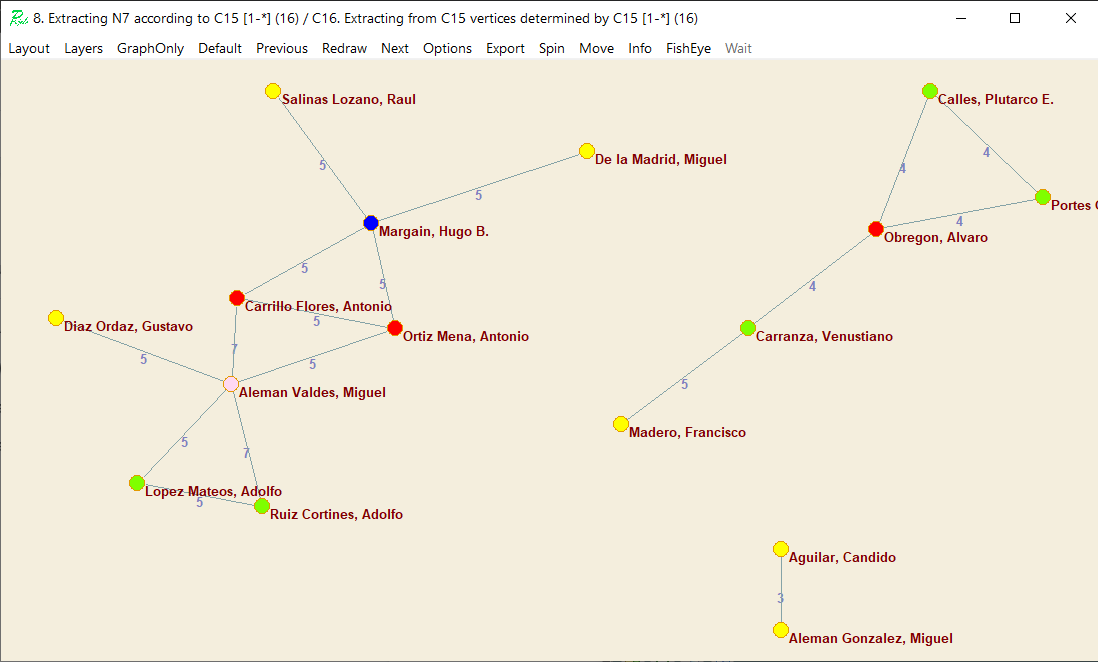 8. Extracting N7 according to C15 [1-*] (16) / C16. Extracting from C15 vertices determined by C15 [1-*] (16)
Layout Layers GraphOnly Default Previous Redraw Next Options Export Spin Move Info FishEye Wait
Salinas Lozano, Raul
Calles, Plutarco E.
De la Madrid, Miguel
4
5
4
5
Portes
4
Margain, Hugo B.
Obregon, Alvaro
5
5
4
Carrillo Flores, Antonio
5
Diaz Ordaz, Gustavo
Ortiz Mena, Antonio
Carranza, Venustiano
7
5
5
5
Aleman Valdes, Miguel
Madero, Francisco
5
7
Lopez Mateos, Adolfo
5
Ruiz Cortines, Adolfo
Aguilar, Candido
3
Aleman Gonzalez, Miguel